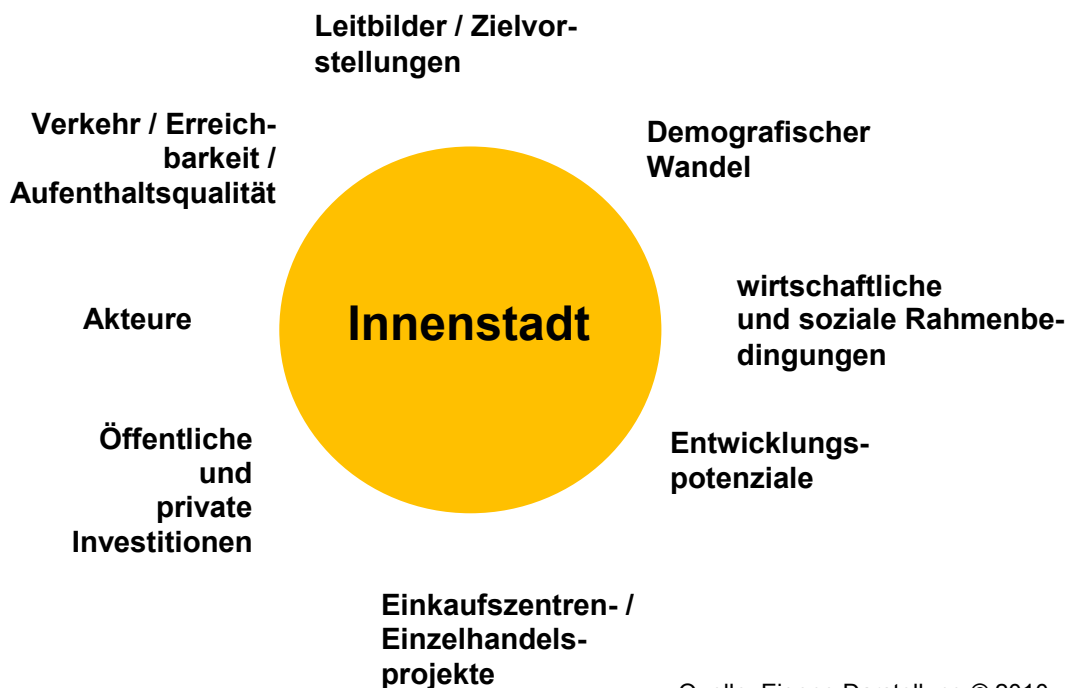 Leitbilder / Zielvor-
stellungen
Verkehr / Erreich-
barkeit /
Aufenthaltsqualität
Demografischer
Wandel
Akteure
Innenstadt
wirtschaftliche
und soziale Rahmenbe-
dingungen
Öffentliche
und
private
Investitionen
Entwicklungs-
potenziale
Einkaufszentren- /
Einzelhandels-
projekte
Quelle: Eigene Darstellung © 2010